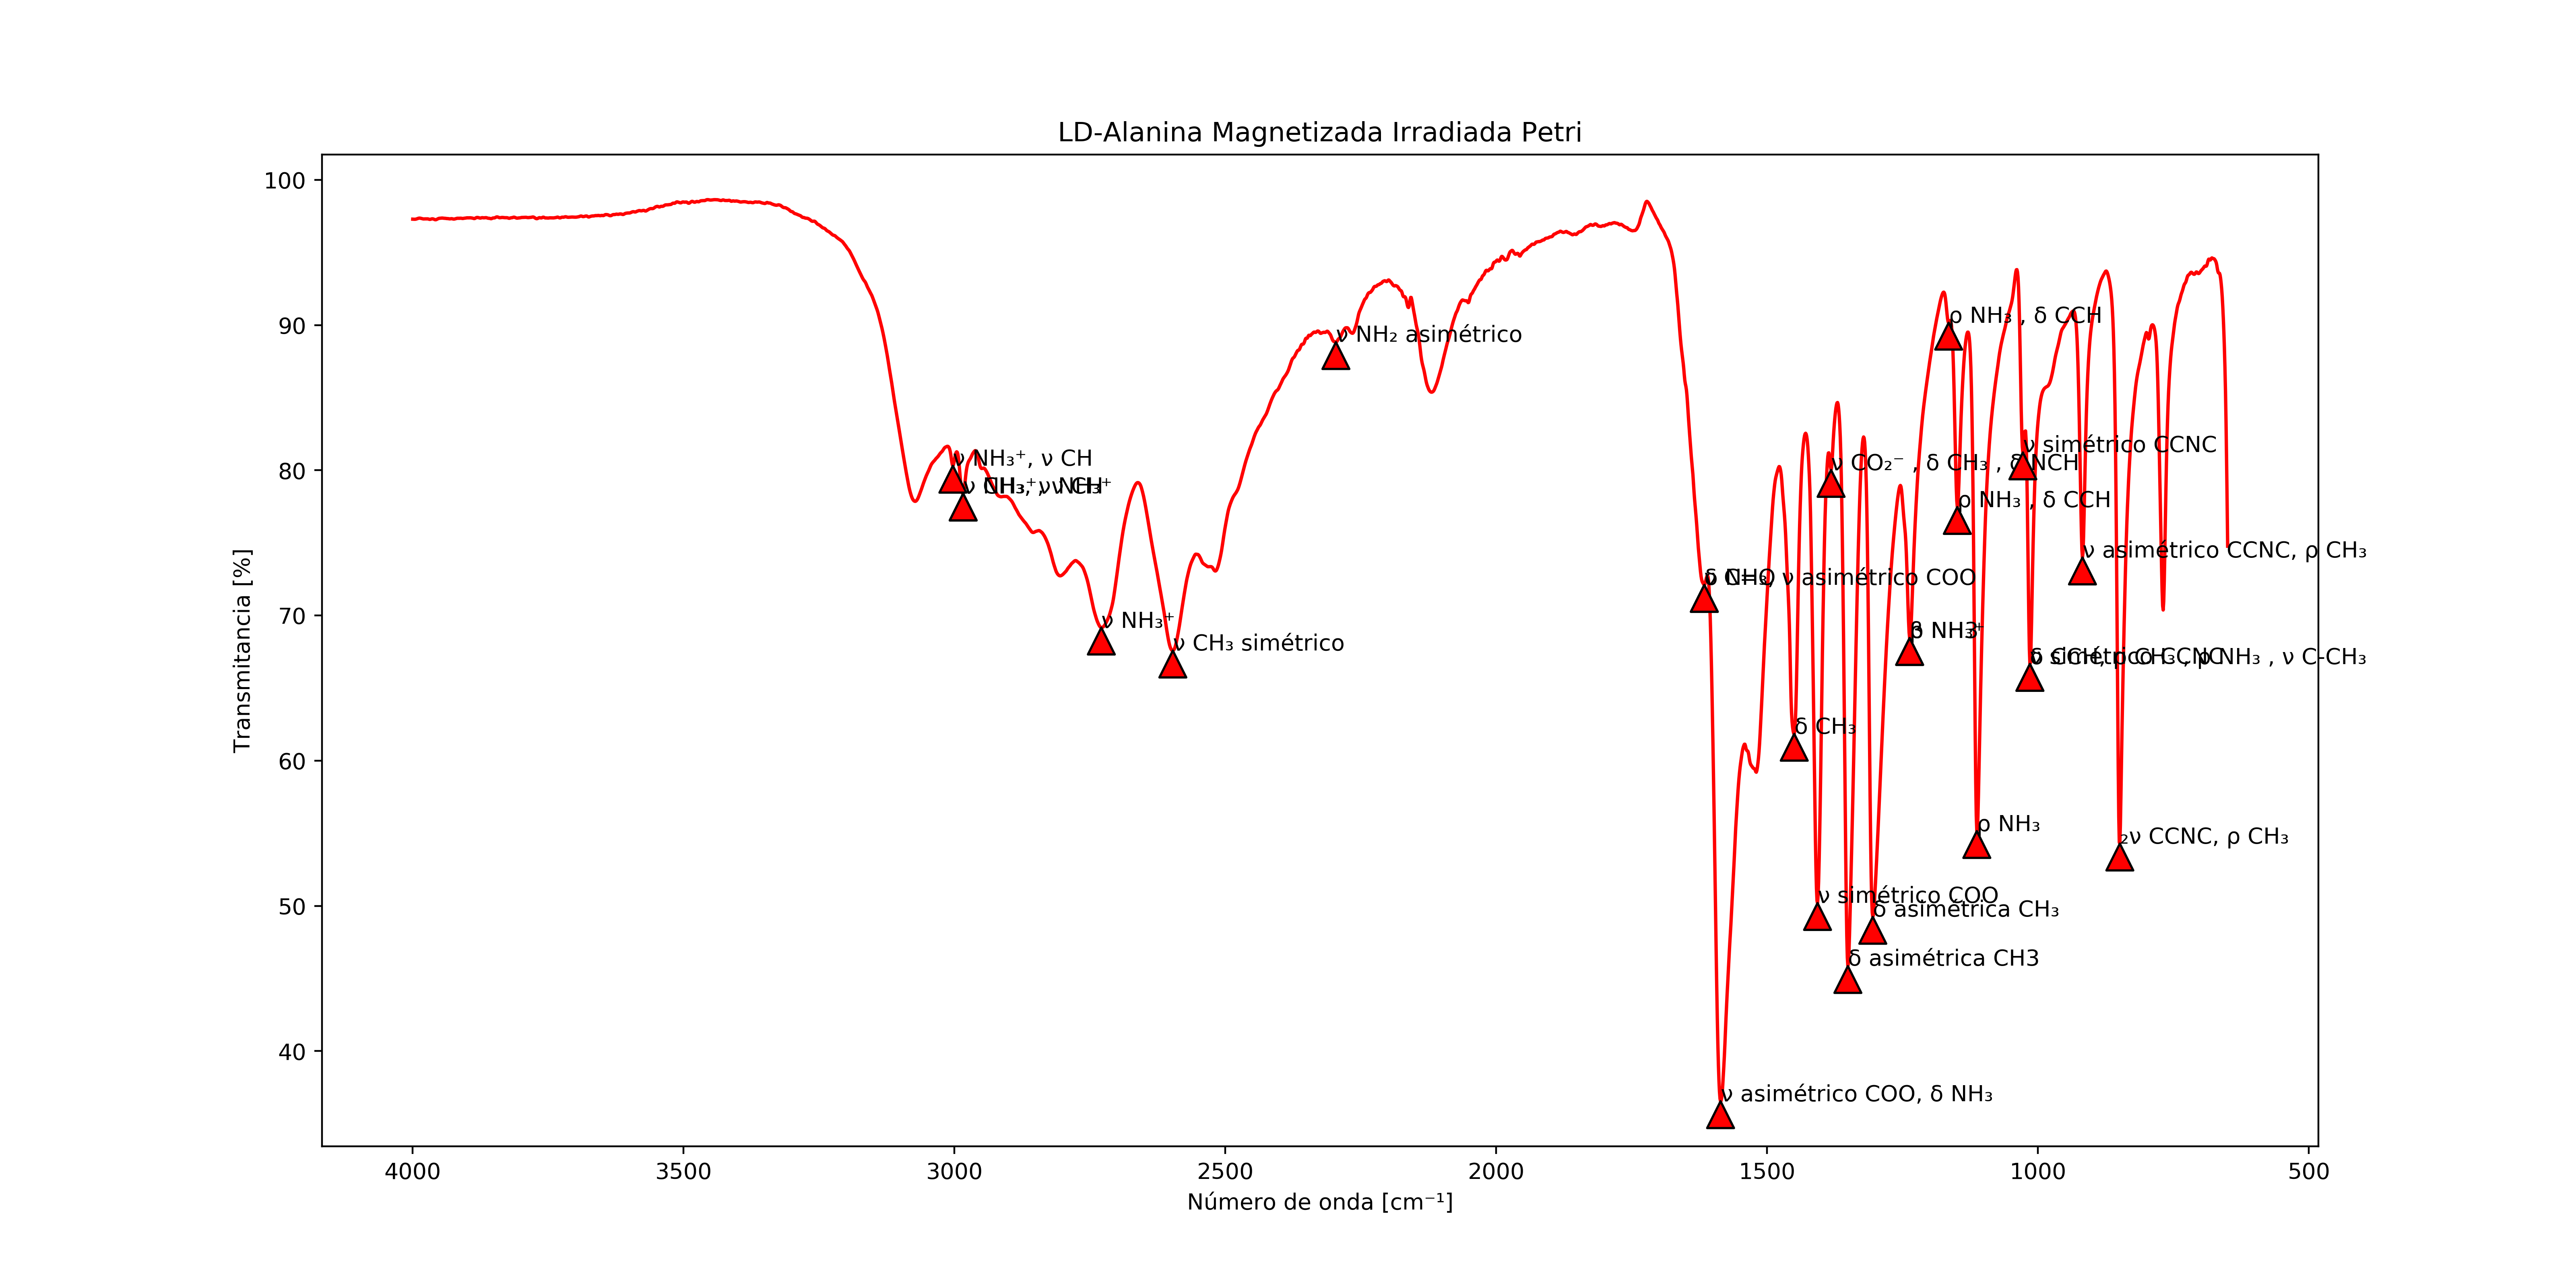 LD-Alanina Magnetizada Irradiada Petri
Transmitancia [%]
100
90
80
70
60
50
40
ρ NH₃ , δ CCH
ν NH₂ asimétrico
ν simétrico CCNC
ν NH₃⁺, ν CH
ν CO₂⁻ , δ CH₃ , δ NCH
ρ NH₃ , δ CCH
ν asimétrico CCNC, ρ CH₃
ν asimétrico COO
ν NH₃⁺
ν CH₃ simétrico
δ CH₃
ρ NH₃
₂ν CCNC, ρ CH₃
ν simétrico COO
δ asimétrica CH₃
δ asimétrica CH3
ν asimétrico COO, δ NH₃
4000
3500
3000
2500
2000
1500
1000
500
Número de onda [cm⁻¹]